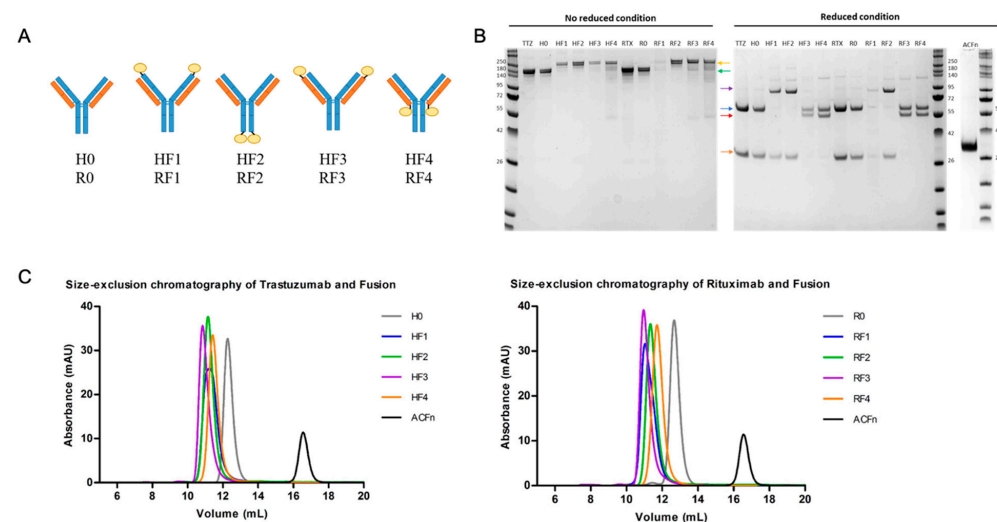 A
H0 HF1 HF2 HF3 HF4
R0 RF1 RF2 RF3 RF4
B
No reduced condition
TTZ H0 HF1 HF2 HF3 HF4 RTX R0 RF1 RF2 RF3 RF4
250
180
140
95
72
55
42
26
Reduced condition
TTZ H0 HF1 HF2 HF3 HF4 RTX R0 RF1 RF2 RF3 RF4
250
180
140
95
72
55
42
26
ACFn
C
Size-exclusion chromatography of Trastuzumab and Fusion
Absorbance (mAU)
40
30
20
10
0
6 8 10 12 14 16 18 20
Volume (mL)
H0
HF1
HF2
HF3
HF4
ACFn
Size-exclusion chromatography of Rituximab and Fusion
Absorbance (mAU)
40
30
20
10
0
6 8 10 12 14 16 18 20
Volume (mL)
R0
RF1
RF2
RF3
RF4
ACFn